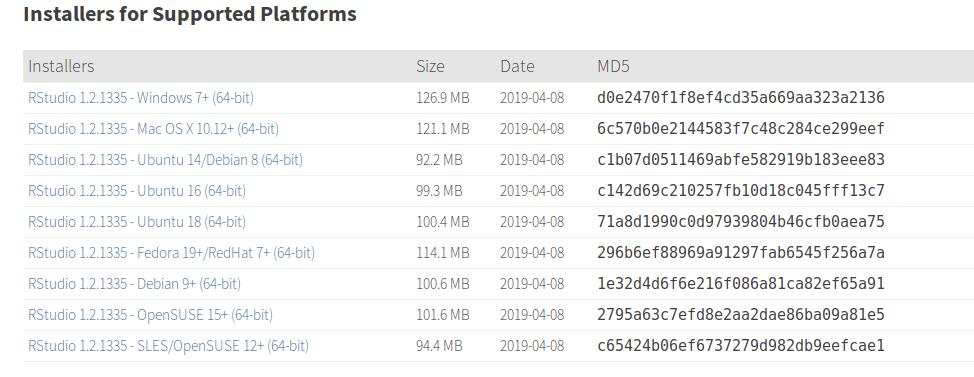 Installers for Supported Platforms
Installers Size Date MD5
RStudio 1.2.1335 - Windows 7+ (64-bit) 126.9 MB 2019-04-08 d0e2470f1f8ef4cd35a669aa323a2136
RStudio 1.2.1335 - Mac OS X 10.12+ (64-bit) 121.1 MB 2019-04-08 6c570b0e2144583f7c48c284ce299eef
RStudio 1.2.1335 - Ubuntu 14/Debian 8 (64-bit) 92.2 MB 2019-04-08 c1b07d0511469abfe582919b183eee83
RStudio 1.2.1335 - Ubuntu 16 (64-bit) 99.3 MB 2019-04-08 c142d69c210257fb10d18c045fff13c7
RStudio 1.2.1335 - Ubuntu 18 (64-bit) 100.4 MB 2019-04-08 71a8d1990c0d97939804b46cfb0aea75
RStudio 1.2.1335 - Fedora 19+/RedHat 7+ (64-bit) 114.1 MB 2019-04-08 296b6ef88969a91297fab6545f256a7a
RStudio 1.2.1335 - Debian 9+ (64-bit) 100.6 MB 2019-04-08 1e32d4d6f6e216f086a81ca82ef65a91
RStudio 1.2.1335 - OpenSUSE 15+ (64-bit) 101.6 MB 2019-04-08 2795a63c7efd8e2aa2dae86ba09a81e5
RStudio 1.2.1335 - SLES/OpenSUSE 12+ (64-bit) 94.4 MB 2019-04-08 c65424b06ef6737279d982db9eefcae1